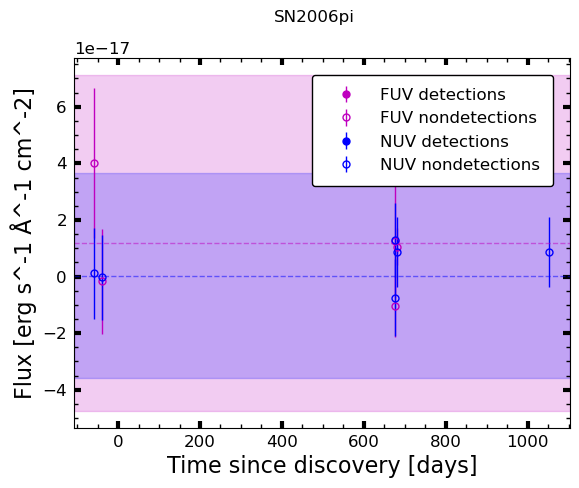 SN2006pi
1e−17
FUV detections
FUV nondetections
NUV detections
NUV nondetections
6
4
2
0
−2
−4
Flux [erg s^-1 Å^-1 cm^-2]
0 200 400 600 800 1000
Time since discovery [days]